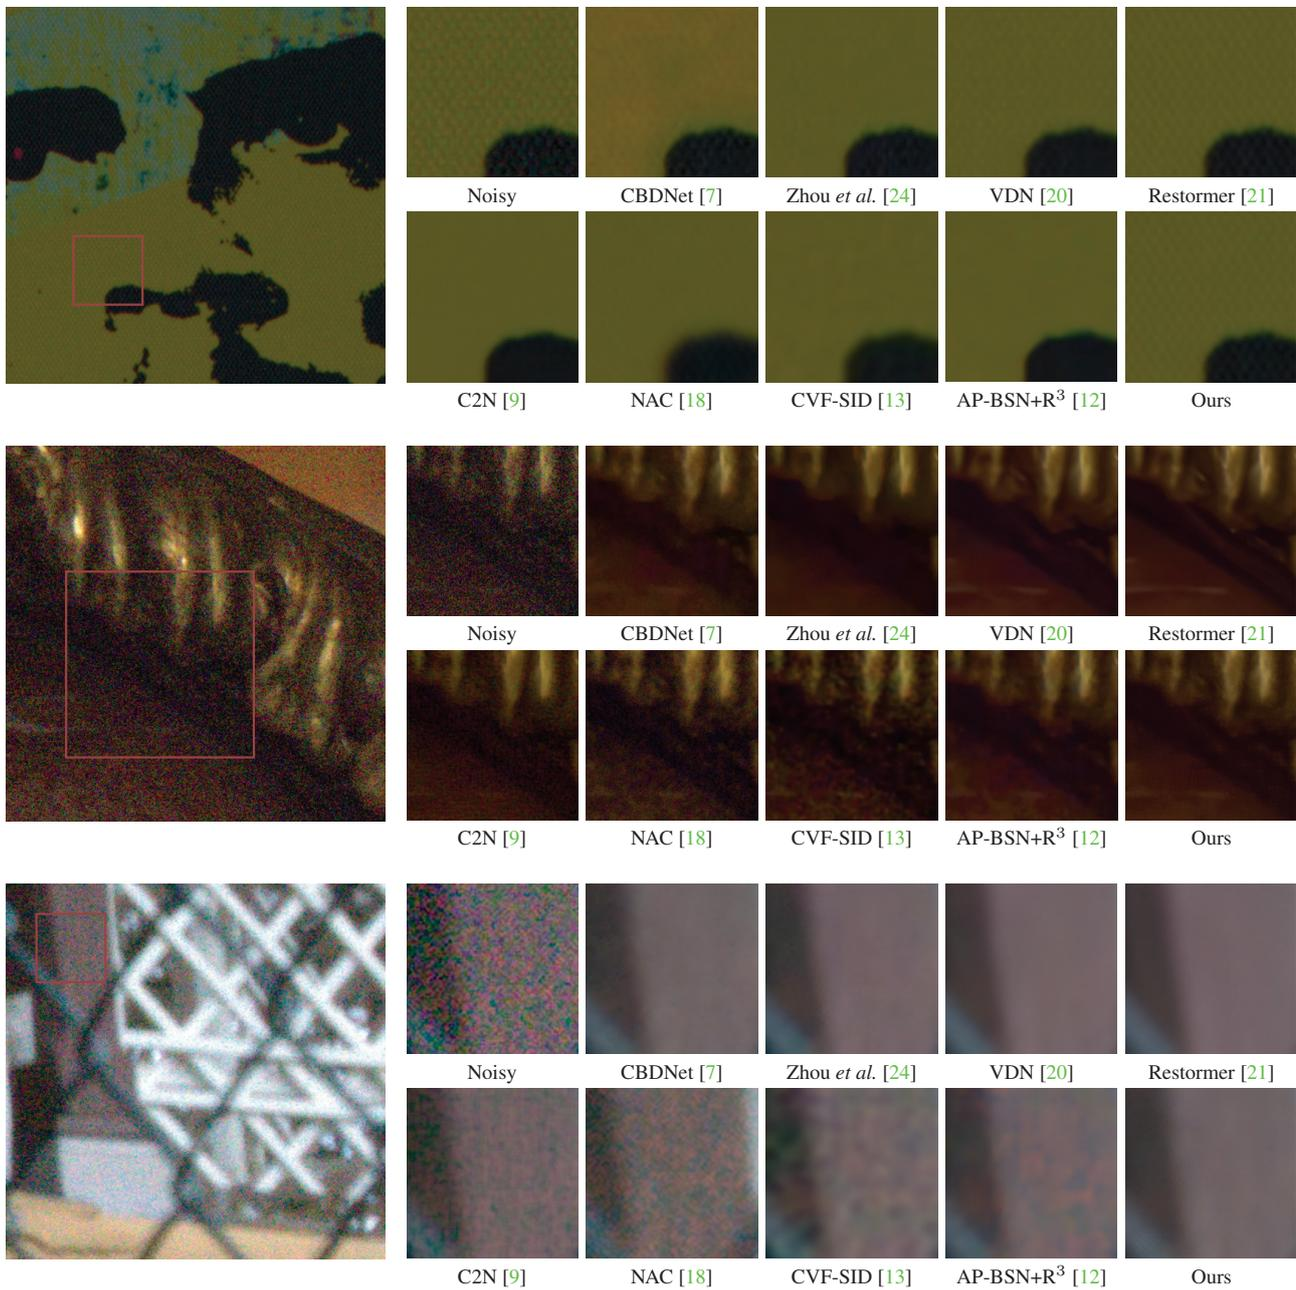 Noisy CBDNet [7] Zhou et al. [24] VDN [20] Restormer [21]
C2N [9] NAC [18] CVF-SID [13] AP-BSN+R³ [12] Ours
Noisy CBDNet [7] Zhou et al. [24] VDN [20] Restormer [21]
C2N [9] NAC [18] CVF-SID [13] AP-BSN+R³ [12] Ours
Noisy CBDNet [7] Zhou et al. [24] VDN [20] Restormer [21]
C2N [9] NAC [18] CVF-SID [13] AP-BSN+R³ [12] Ours